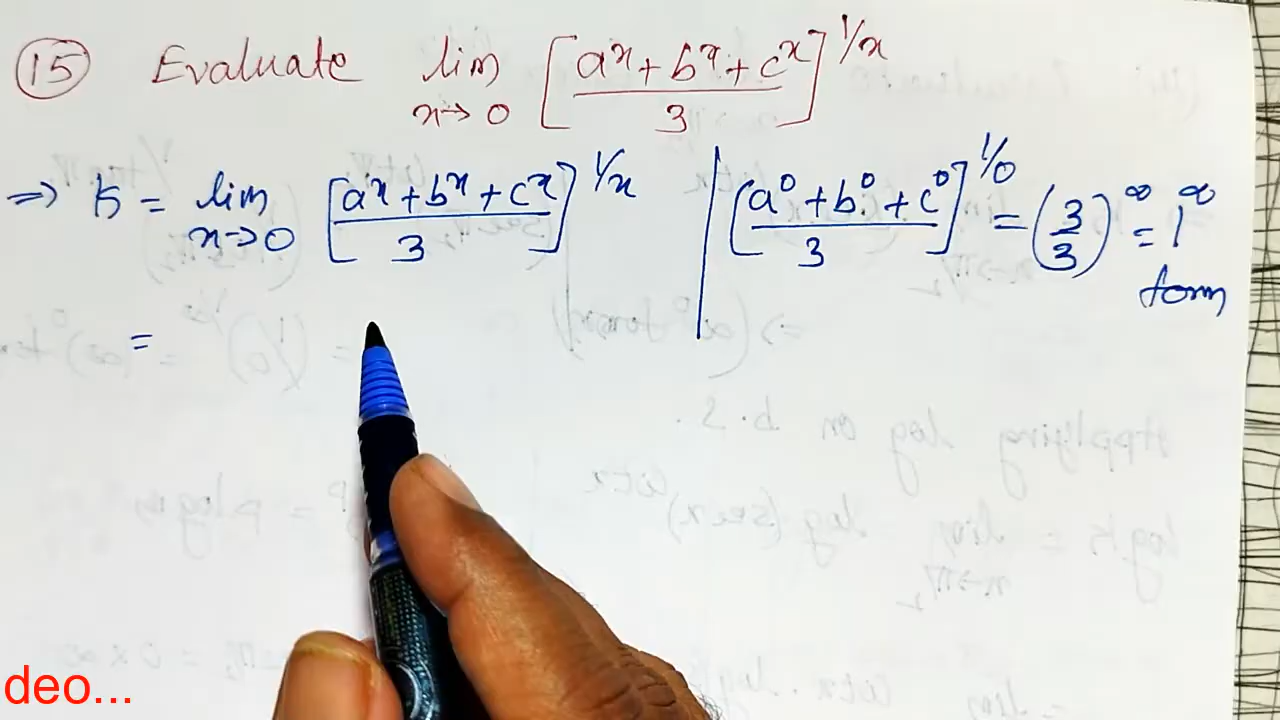 (15) Evaluate lim x→0 [(a^x + b^x + c^x)/3]^(1/x)
⇒ k = lim x→0 [(a^x + b^x + c^x)/3]^(1/x) | [(a^0 + b^0 + c^0)/3]^(1/0) = (3/3)^∞ = 1^∞ form
=
deo...